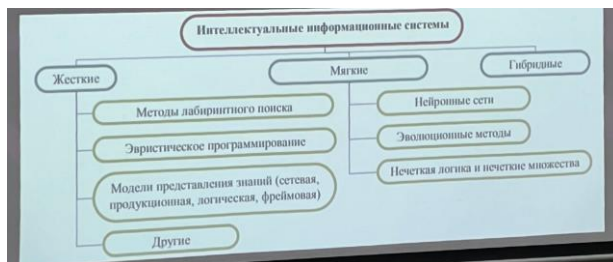 Интеллектуальные информационные системы
Жесткие
Мягкие
Гибридные
Методы лабиринтного поиска
Эвристическое программирование
Модели представления знаний (сетевая,
продукционная, логическая, фреймовая)
Другие
Нейронные сети
Эволюционные методы
Нечеткая логика и нечеткие множества